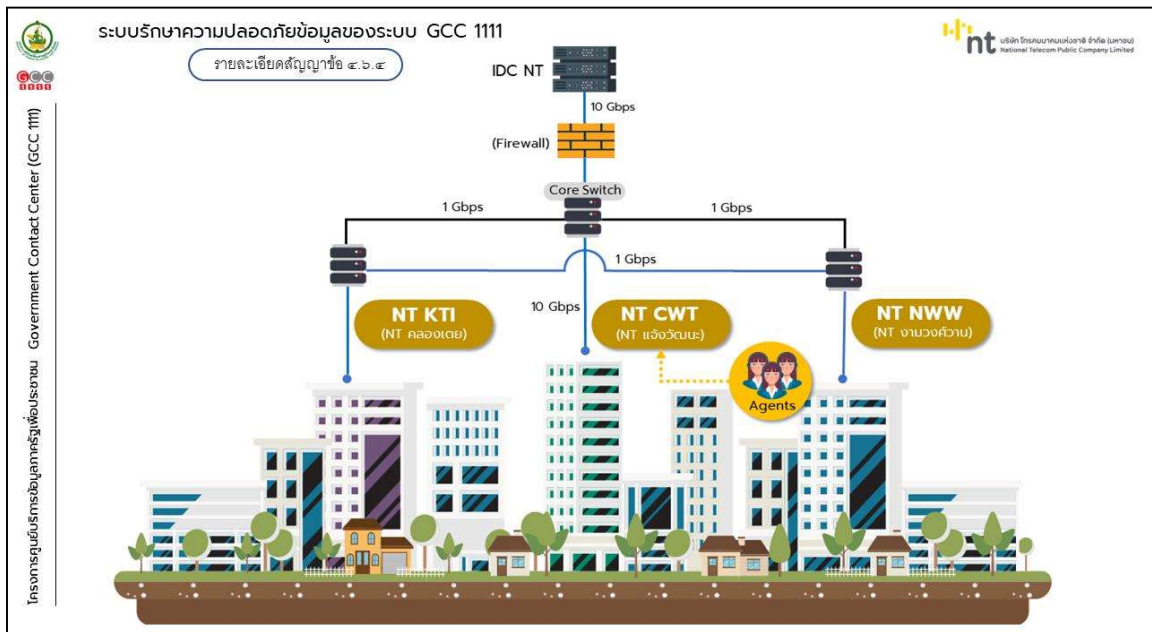 ระบบรักษาความปลอดภัยข้อมูลของระบบ GCC 1111
รายละเอียดสัญญาข้อ ๔.๖.๔
nt
บริษัท โทรคมนาคมแห่งชาติ จำกัด (มหาชน)
National Telecom Public Company Limited
GCC
1111
โครงการศูนย์บริการข้อมูลภาครัฐเพื่อประชาชน Government Contact Center (GCC 1111)
IDC NT
10 Gbps
(Firewall)
Core Switch
1 Gbps
1 Gbps
1 Gbps
10 Gbps
NT KTI
(NT คลองเตย)
NT CWT
(NT แจ้งวัฒนะ)
NT NWW
(NT งามวงศ์วาน)
Agents